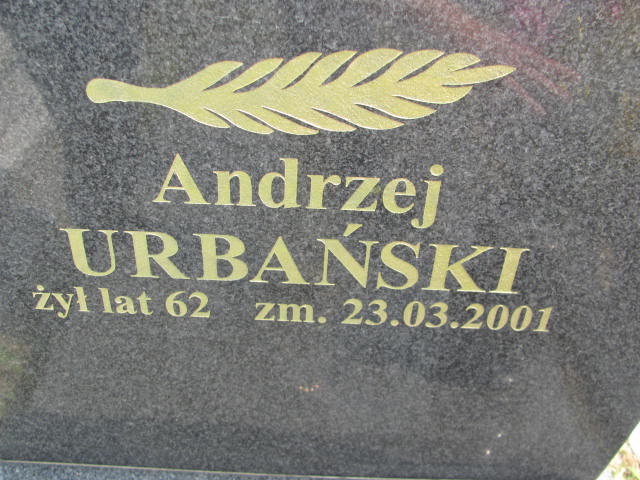 Andrzej
URBAŃSKI
żył lat 62 zm. 23.03.2001